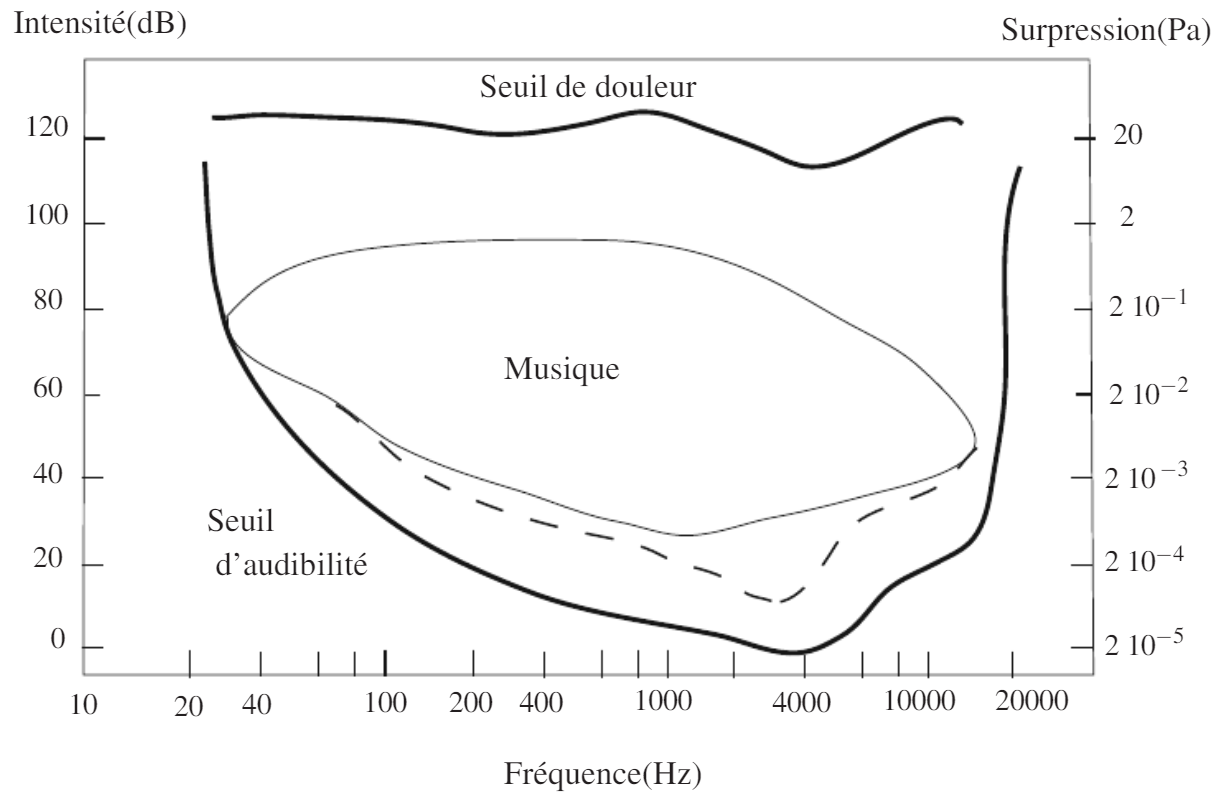 Intensité(dB)
Surpression(Pa)
Seuil de douleur
120
20
100
2
80
2 10⁻¹
Musique
60
2 10⁻²
40
2 10⁻³
Seuil
d'audibilité
20
2 10⁻⁴
0
2 10⁻⁵
10 20 40 100 200 400 1000 4000 10000 20000
Fréquence(Hz)